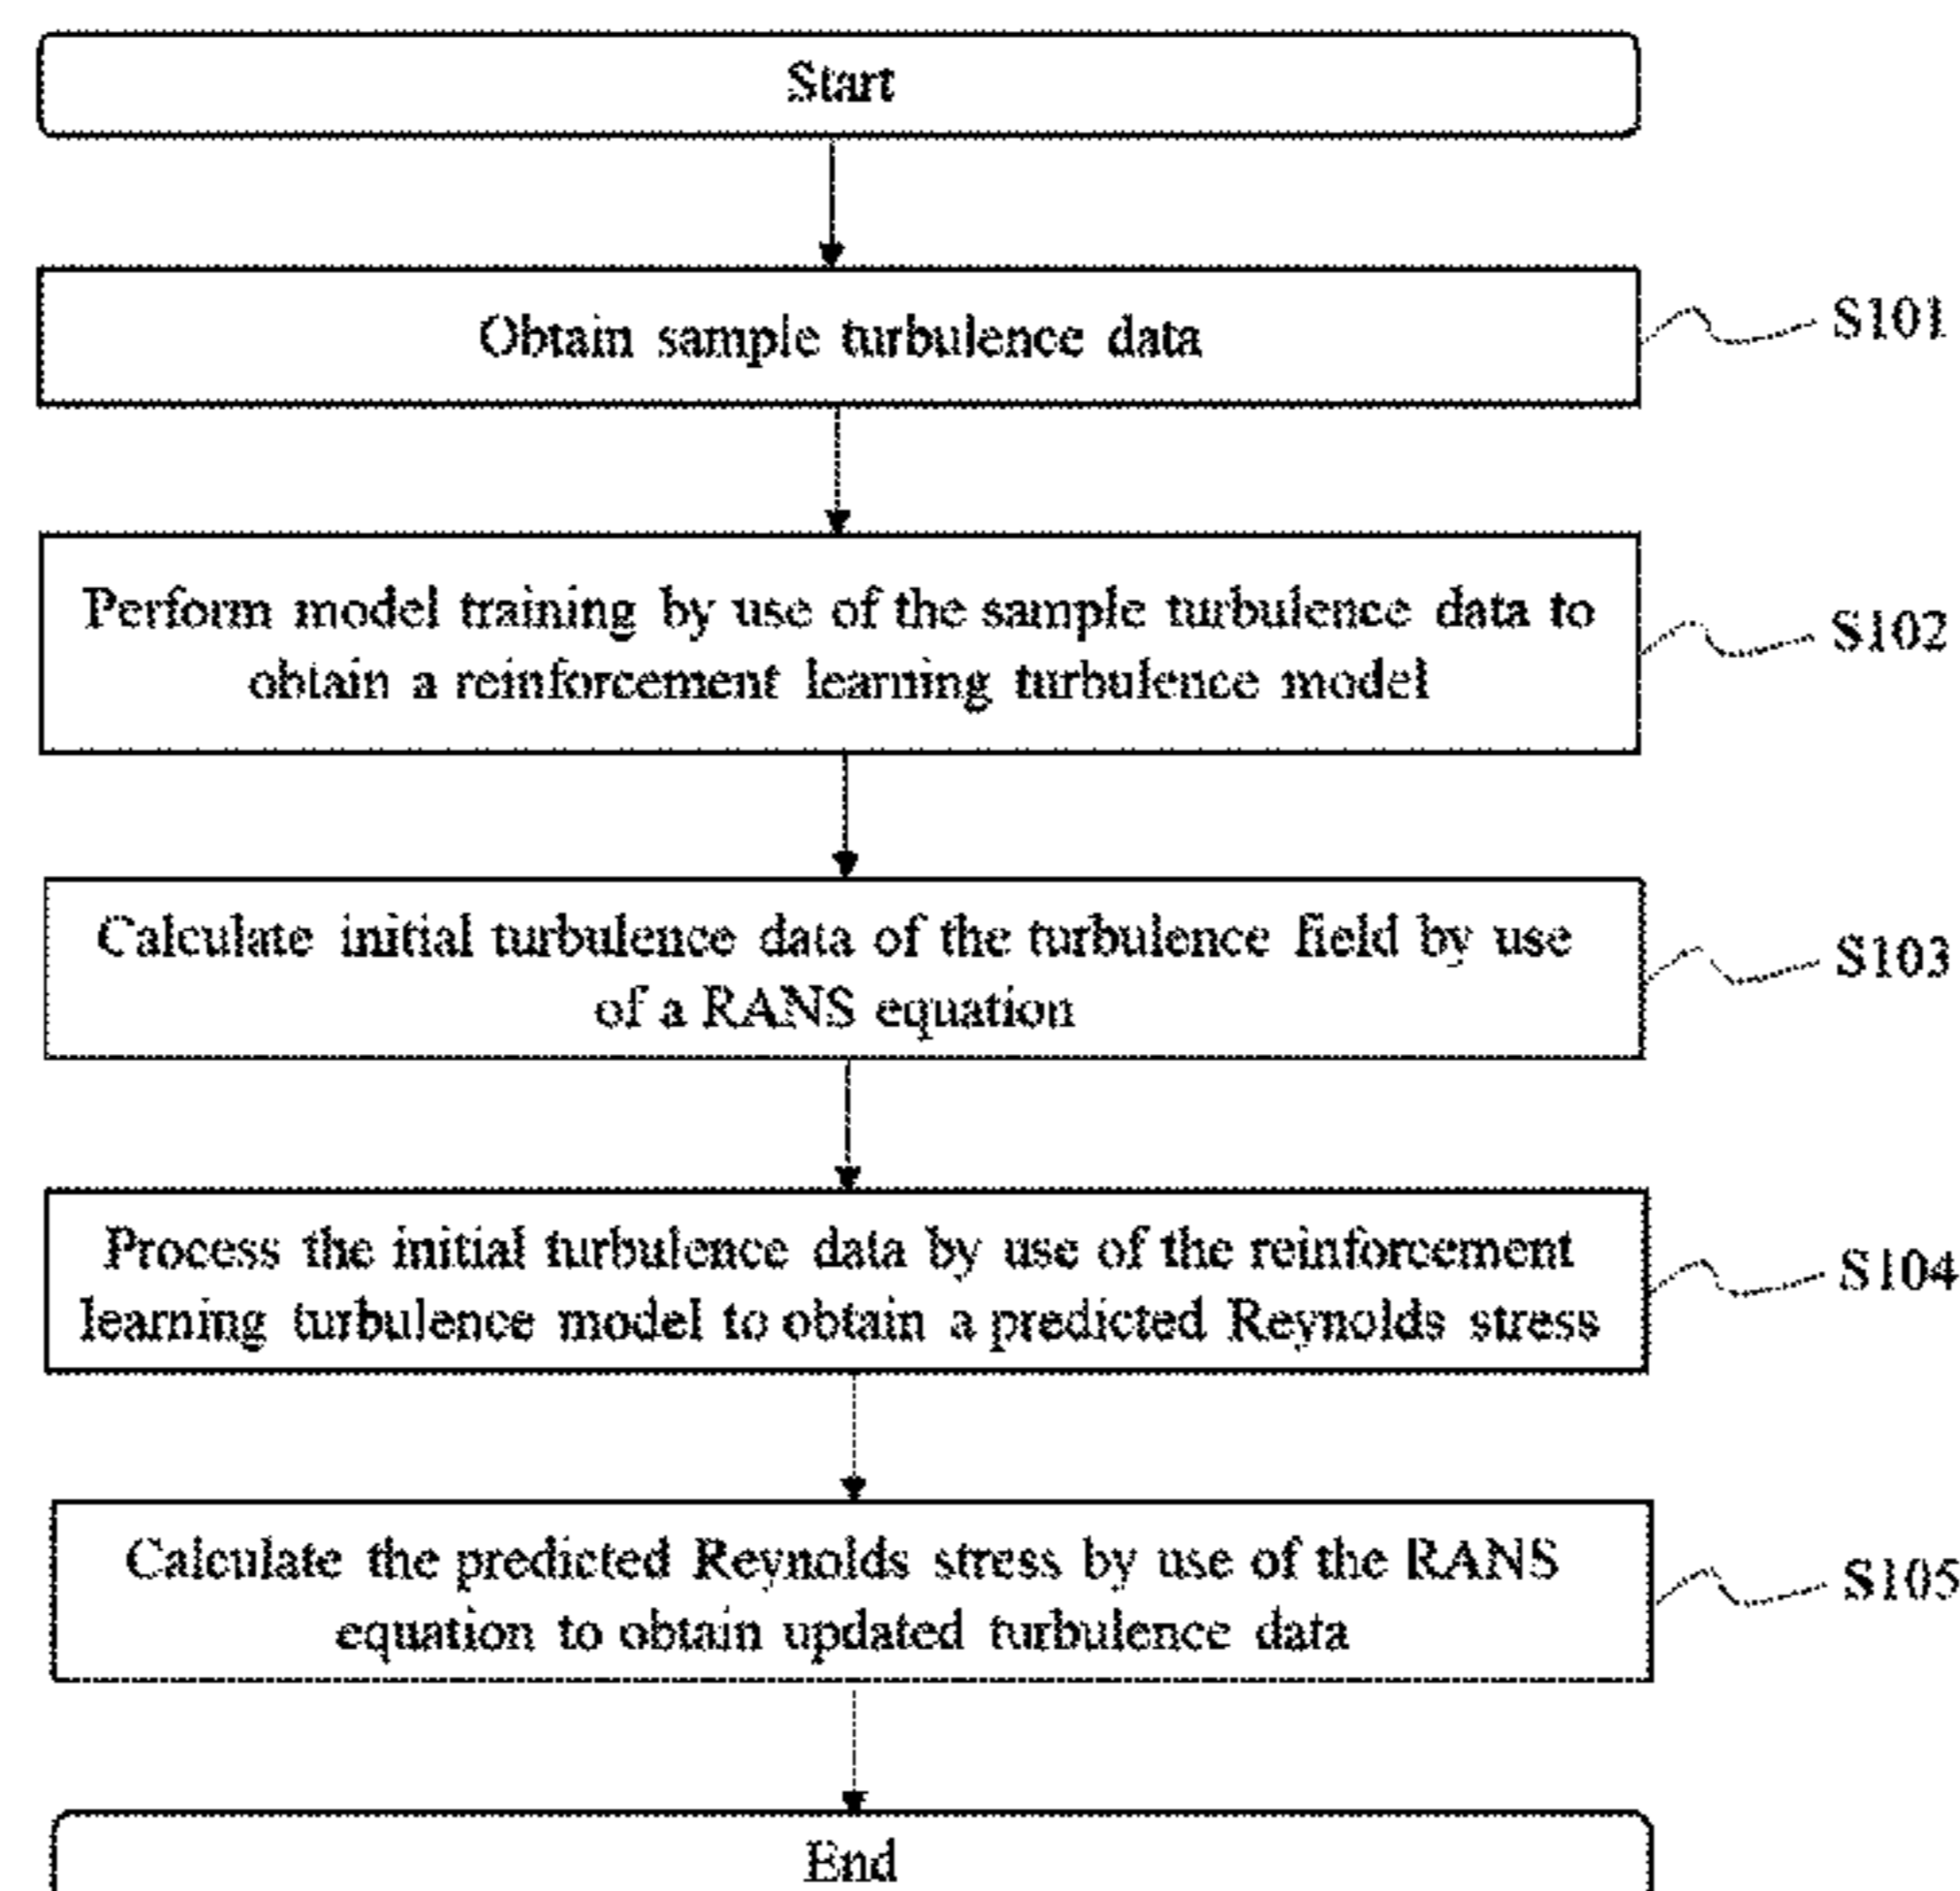 Start
Obtain sample turbulence data
S101
Perform model training by use of the sample turbulence data to
obtain a reinforcement learning turbulence model
S102
Calculate initial turbulence data of the turbulence field by use
of a RANS equation
S103
Process the initial turbulence data by use of the reinforcement
learning turbulence model to obtain a predicted Reynolds stress
S104
Calculate the predicted Reynolds stress by use of the RANS
equation to obtain updated turbulence data
S105
End